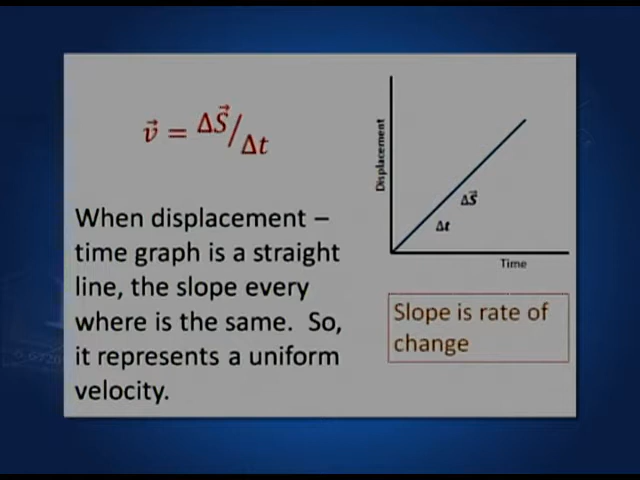 v⃗ = ΔS⃗/Δt
When displacement –
time graph is a straight
line, the slope every
where is the same. So,
it represents a uniform
velocity.
Displacement
ΔS⃗
Δt
Time
Slope is rate of
change